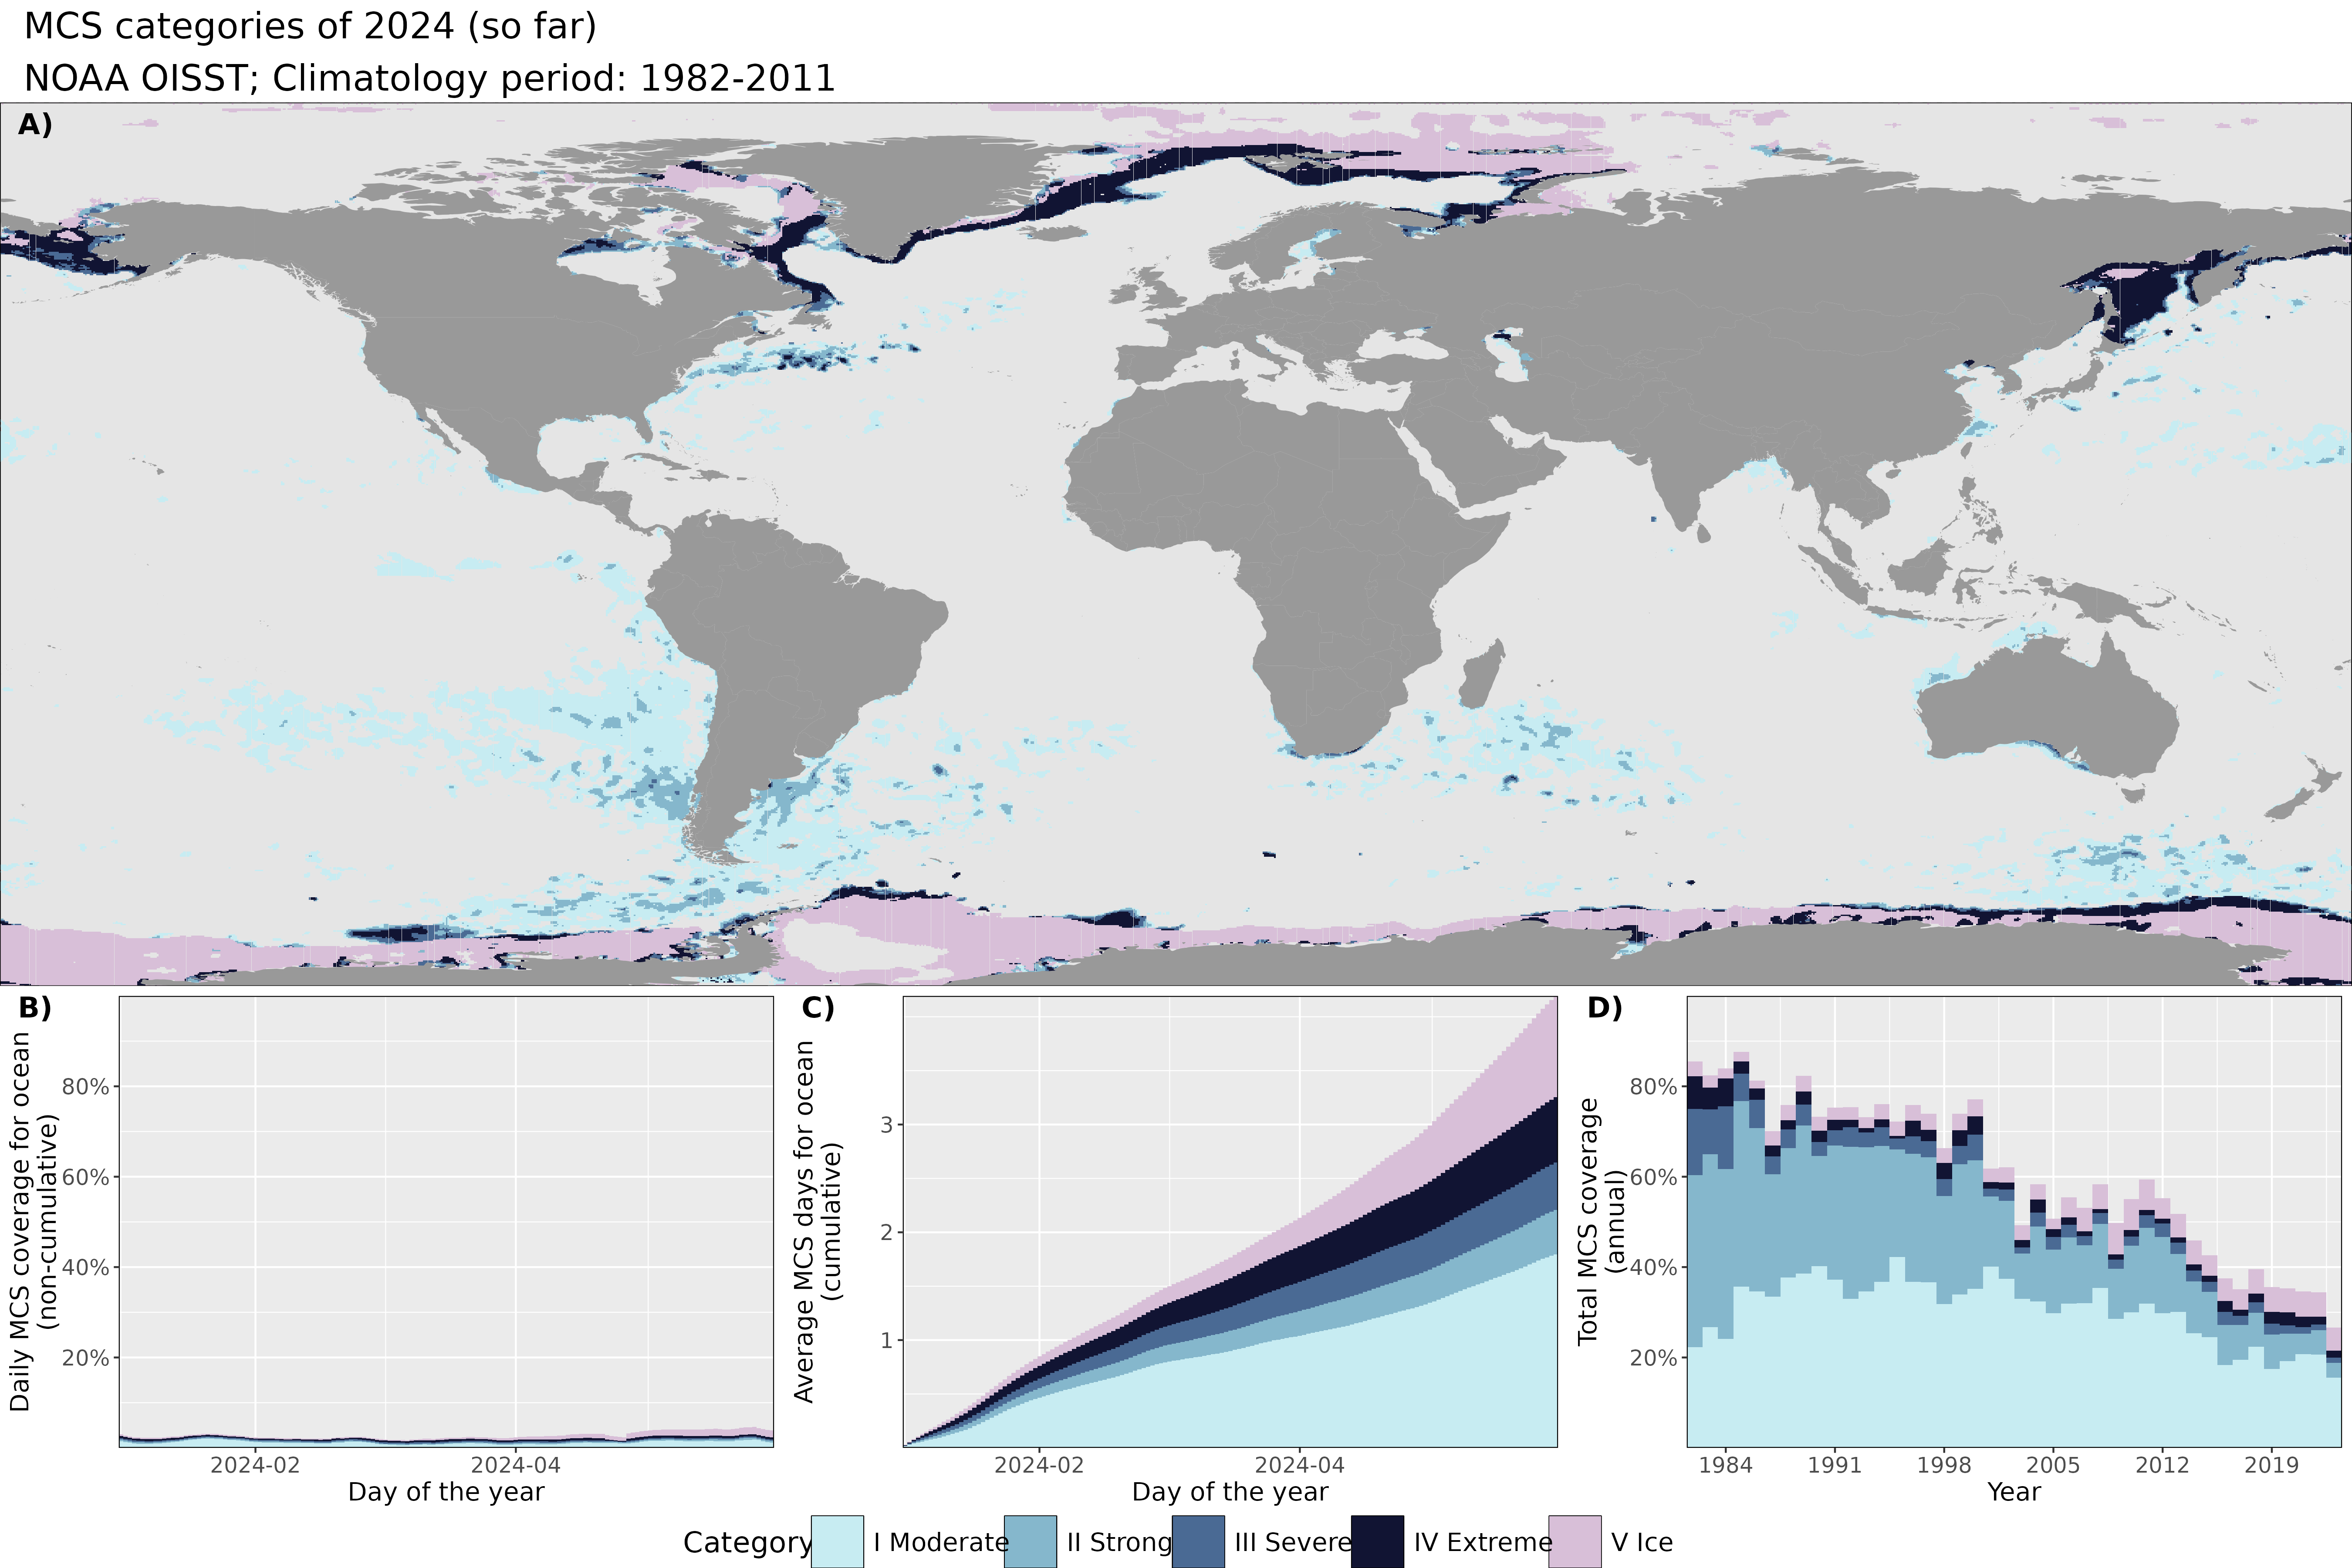 MCS categories of 2024 (so far)
NOAA OISST; Climatology period: 1982-2011
A)
B)
Daily MCS coverage for ocean
(non-cumulative)
80%
60%
40%
20%
2024-02
2024-04
Day of the year
C)
Average MCS days for ocean
(cumulative)
3
2
1
2024-02
2024-04
Day of the year
D)
Total MCS coverage
(annual)
80%
60%
40%
20%
1984
1991
1998
2005
2012
2019
Year
Category
I Moderate
II Strong
III Severe
IV Extreme
V Ice